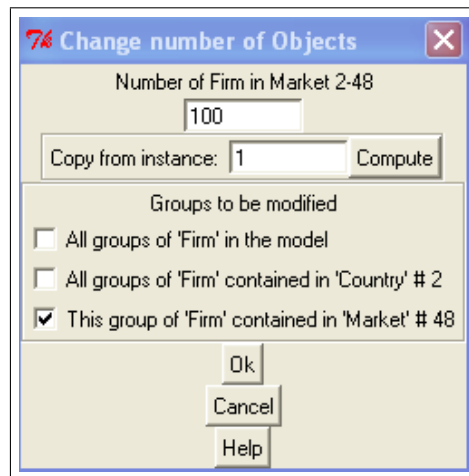 7k Change number of Objects
Number of Firm in Market 2-48
100
Copy from instance: 1 Compute
Groups to be modified
All groups of 'Firm' in the model
All groups of 'Firm' contained in 'Country' # 2
This group of 'Firm' contained in 'Market' # 48
Ok
Cancel
Help